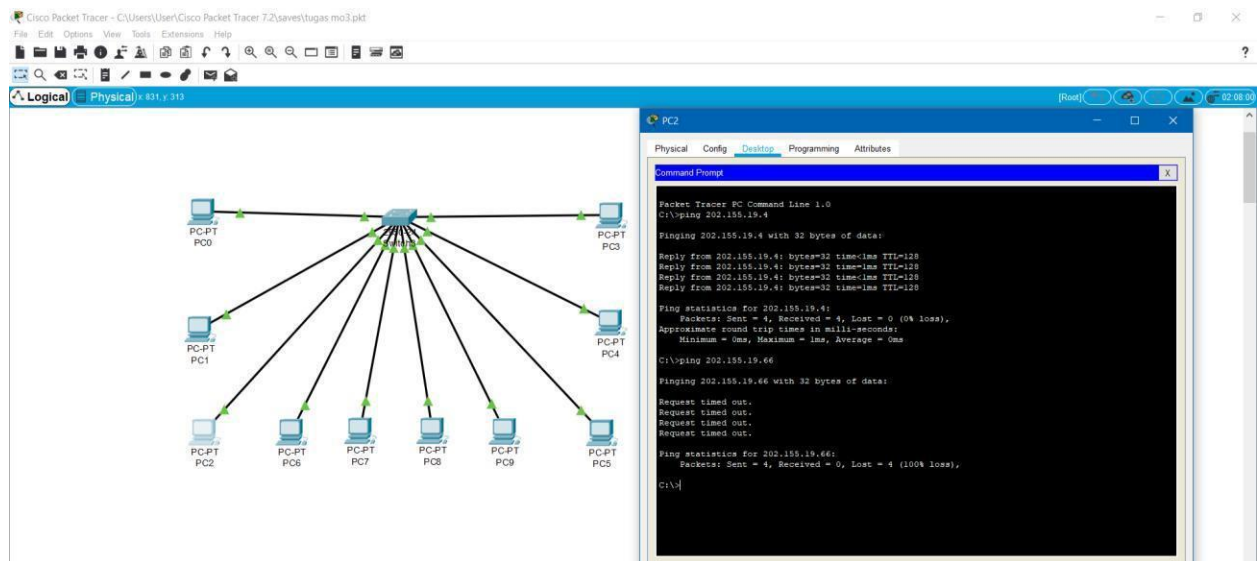 Cisco Packet Tracer - C:\Users\User\Cisco Packet Tracer 7.2\saves\tugas mo3.pkt
File Edit Options View Tools Extensions Help
?
Logical Physical x: 831, y: 313
[Root] 02:08:00
PC2
Physical Config Desktop Programming Attributes
Command Prompt X
Packet Tracer PC Command Line 1.0
C:\>ping 202.155.19.4
Pinging 202.155.19.4 with 32 bytes of data:
Reply from 202.155.19.4: bytes=32 time<1ms TTL=128
Reply from 202.155.19.4: bytes=32 time=1ms TTL=128
Reply from 202.155.19.4: bytes=32 time<1ms TTL=128
Reply from 202.155.19.4: bytes=32 time=1ms TTL=128
Ping statistics for 202.155.19.4:
Packets: Sent = 4, Received = 4, Lost = 0 (0% loss),
Approximate round trip times in milli-seconds:
Minimum = 0ms, Maximum = 1ms, Average = 0ms
C:\>ping 202.155.19.66
Pinging 202.155.19.66 with 32 bytes of data:
Request timed out.
Request timed out.
Request timed out.
Request timed out.
Ping statistics for 202.155.19.66:
Packets: Sent = 4, Received = 0, Lost = 4 (100% loss),
C:\>
PC-PT
PC0
PC-PT
PC3
PC-PT
PC1
PC-PT
PC4
PC-PT
PC2
PC-PT
PC6
PC-PT
PC7
PC-PT
PC8
PC-PT
PC9
PC-PT
PC5